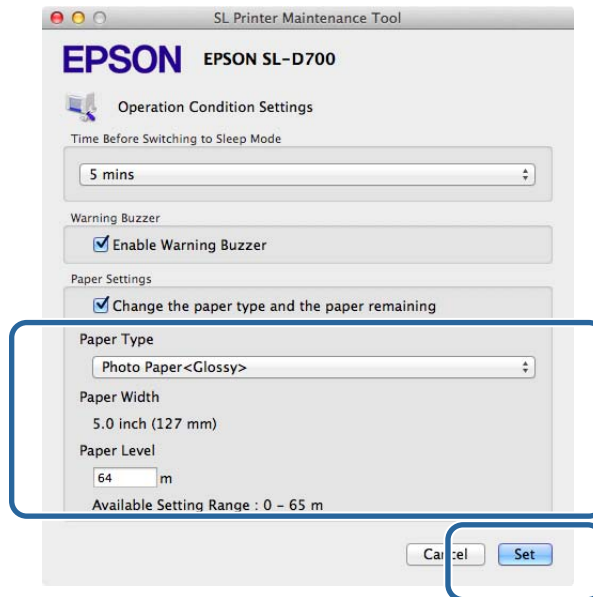 SL Printer Maintenance Tool
EPSON EPSON SL-D700
Operation Condition Settings
Time Before Switching to Sleep Mode
5 mins
Warning Buzzer
Enable Warning Buzzer
Paper Settings
Change the paper type and the paper remaining
Paper Type
Photo Paper<Glossy>
Paper Width
5.0 inch (127 mm)
Paper Level
64 m
Available Setting Range : 0 – 65 m
Cancel Set